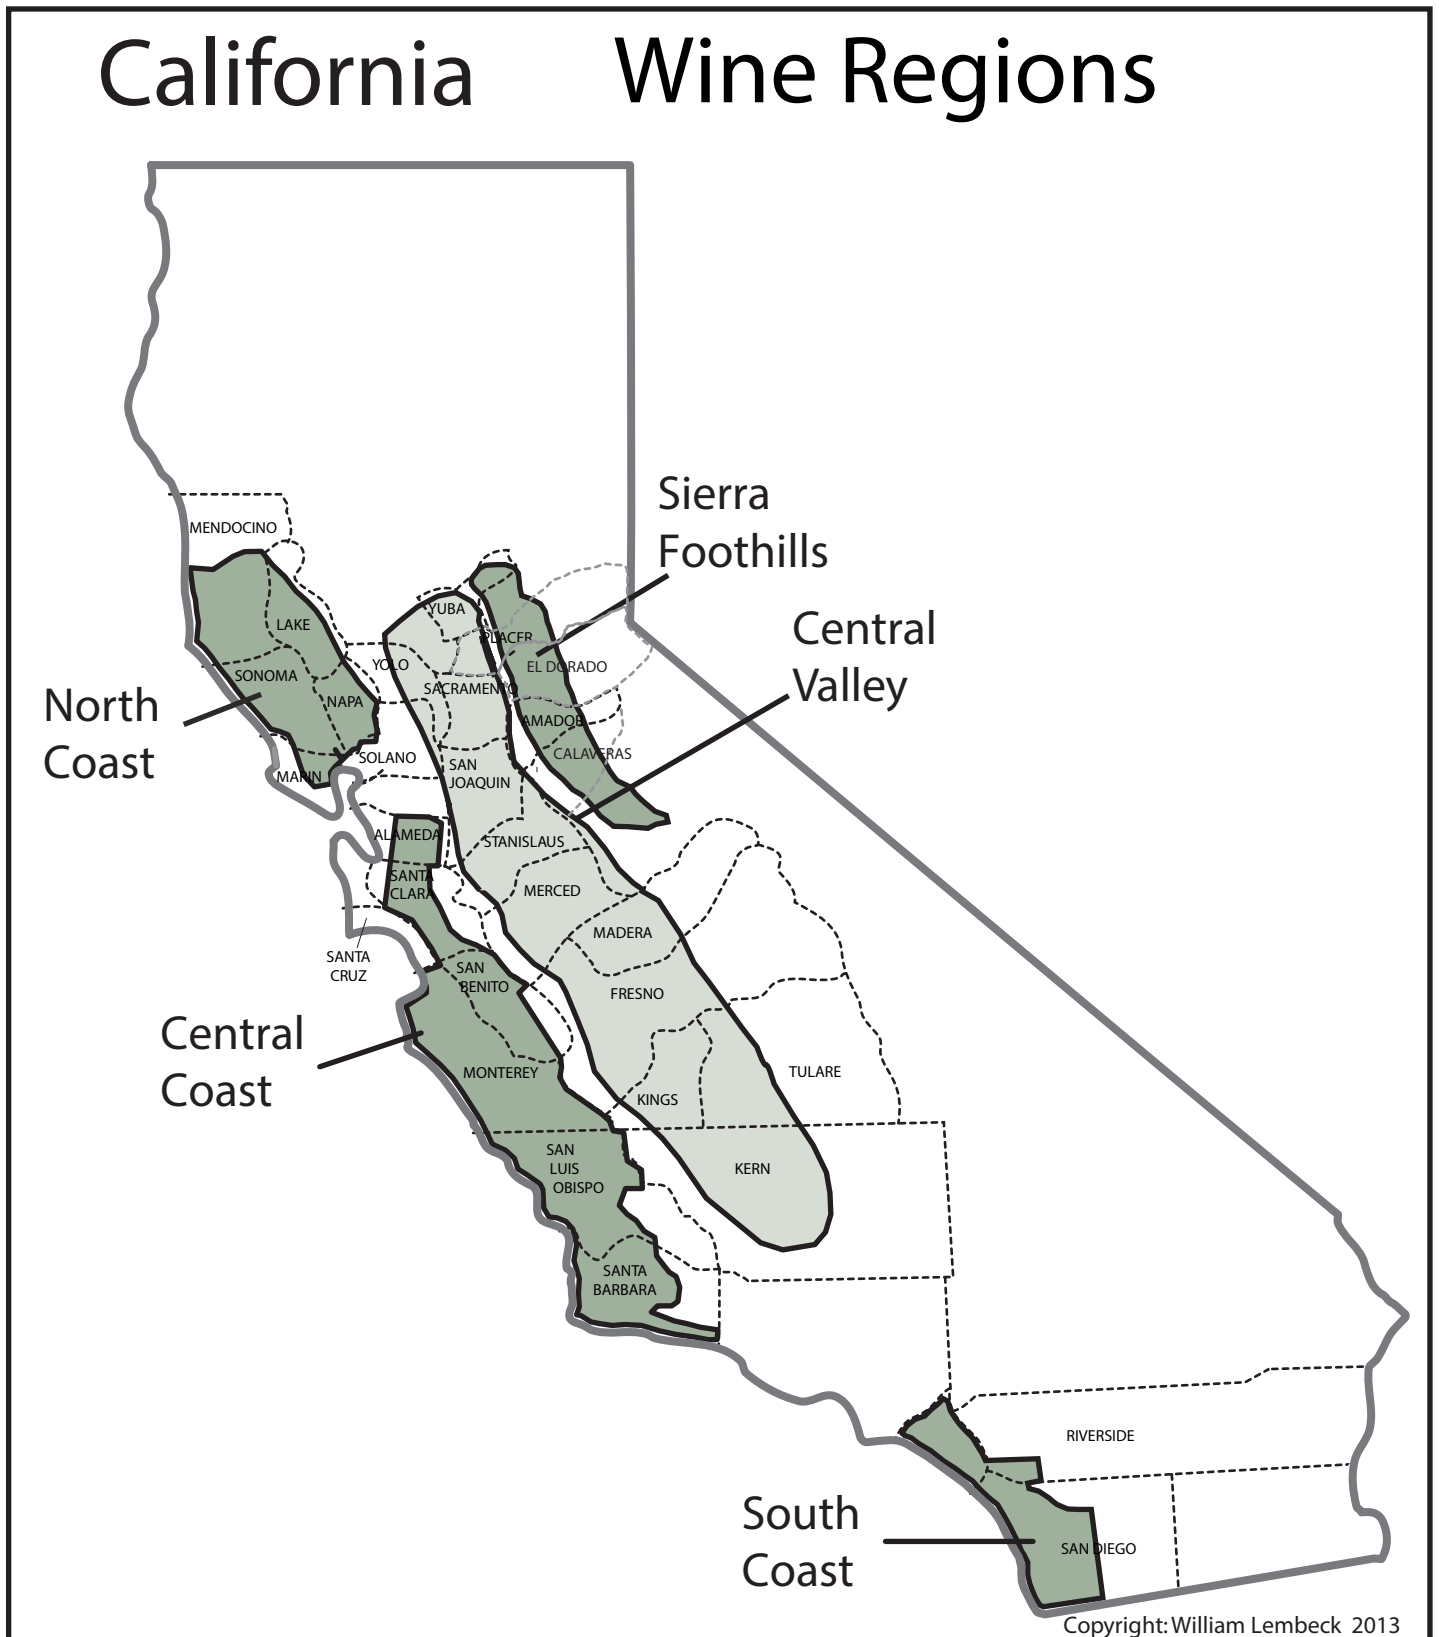 California Wine Regions
Sierra
Foothills
MENDOCINO
YUBA
Central
Valley
LAKE
PLACER
YOLO
EL DORADO
SONOMA
SACRAMENTO
North
Coast
NAPA
AMADOR
SOLANO
CALAVERAS
SAN
JOAQUIN
MARIN
ALAMEDA
STANISLAUS
SANTA
CLARA
MERCED
MADERA
SANTA
CRUZ
SAN
BENITO
FRESNO
Central
Coast
MONTEREY
TULARE
KINGS
SAN
LUIS
OBISPO
KERN
SANTA
BARBARA
RIVERSIDE
South
Coast
SAN DIEGO
Copyright: William Lembeck 2013